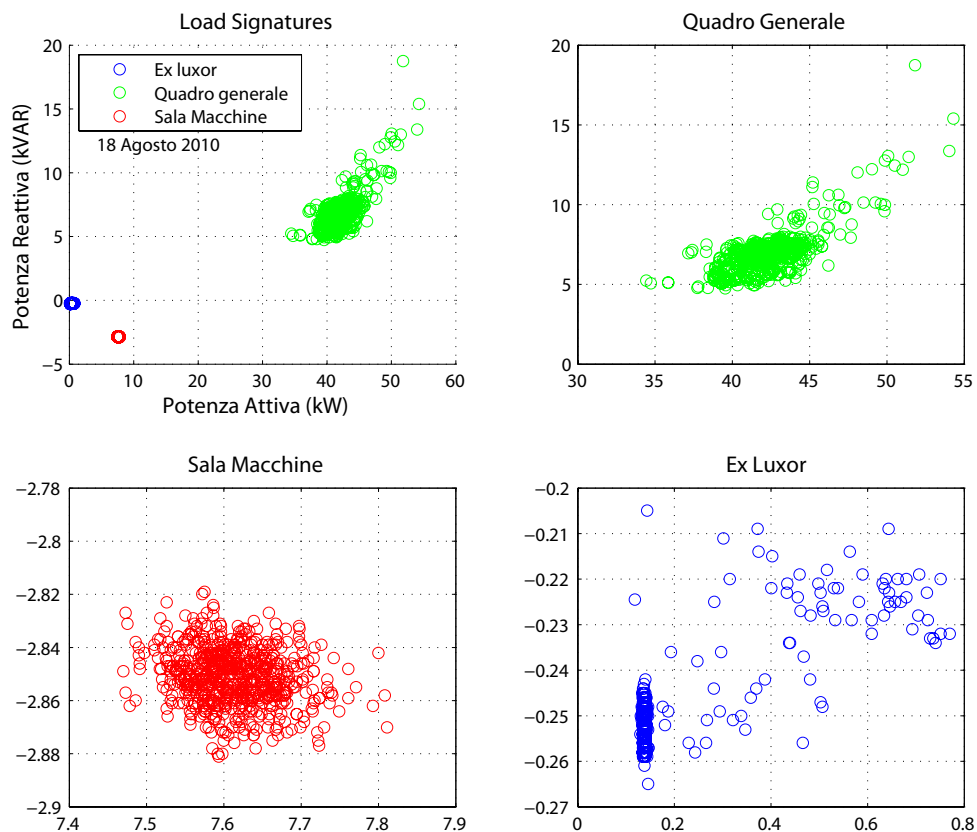 Load Signatures
20
15
10
5
0
−5
Potenza Reattiva (kVAR)
Ex luxor
Quadro generale
Sala Macchine
18 Agosto 2010
0 10 20 30 40 50 60
Potenza Attiva (kW)
Quadro Generale
20
15
10
5
0
30 35 40 45 50 55
Sala Macchine
−2.78
−2.8
−2.82
−2.84
−2.86
−2.88
−2.9
7.4 7.5 7.6 7.7 7.8 7.9
Ex Luxor
−0.2
−0.21
−0.22
−0.23
−0.24
−0.25
−0.26
−0.27
0 0.2 0.4 0.6 0.8